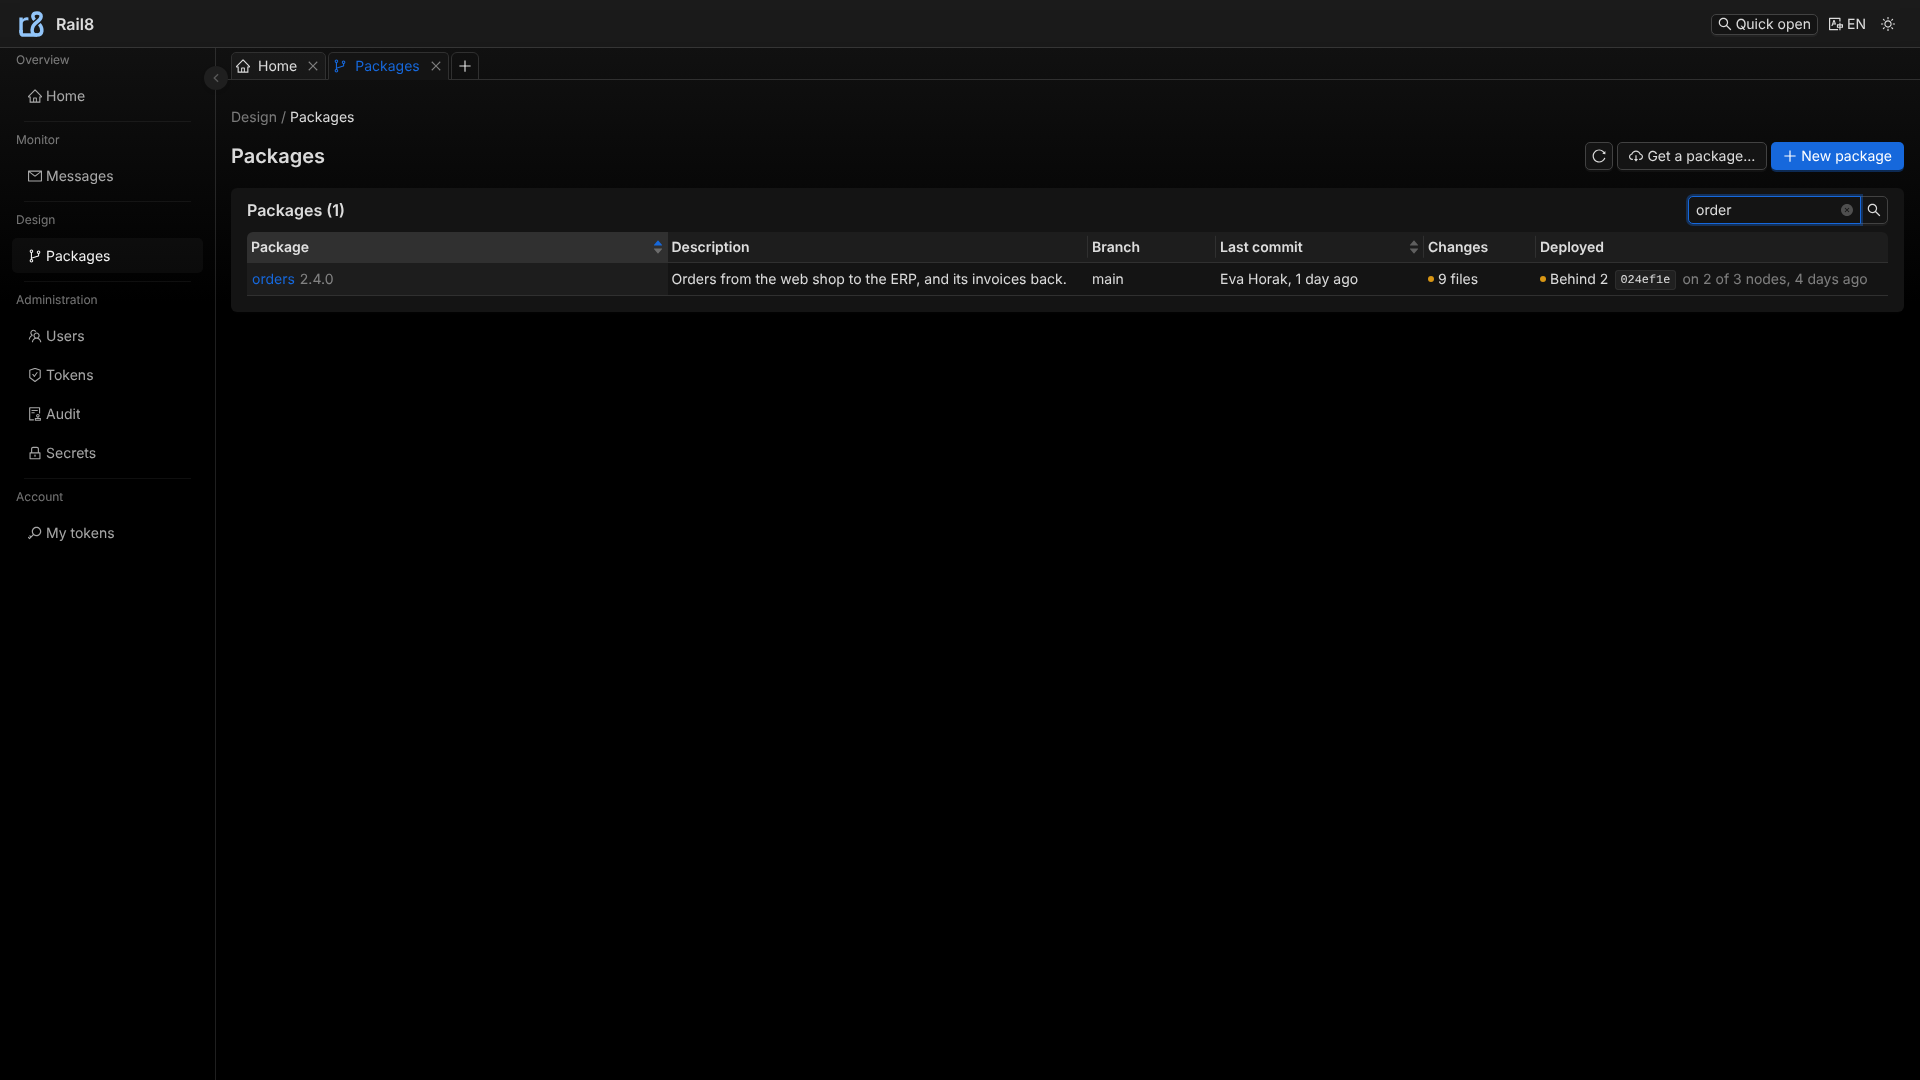 r8 Rail8
Quick open
EN
Overview
Home
Monitor
Messages
Design
Packages
Administration
Users
Tokens
Audit
Secrets
Account
My tokens
Home
Packages
Design / Packages
Packages
Get a package...
New package
Packages (1)
order
Package Description Branch Last commit Changes Deployed
orders 2.4.0 Orders from the web shop to the ERP, and its invoices back. main Eva Horak, 1 day ago 9 files Behind 2 024ef1e on 2 of 3 nodes, 4 days ago